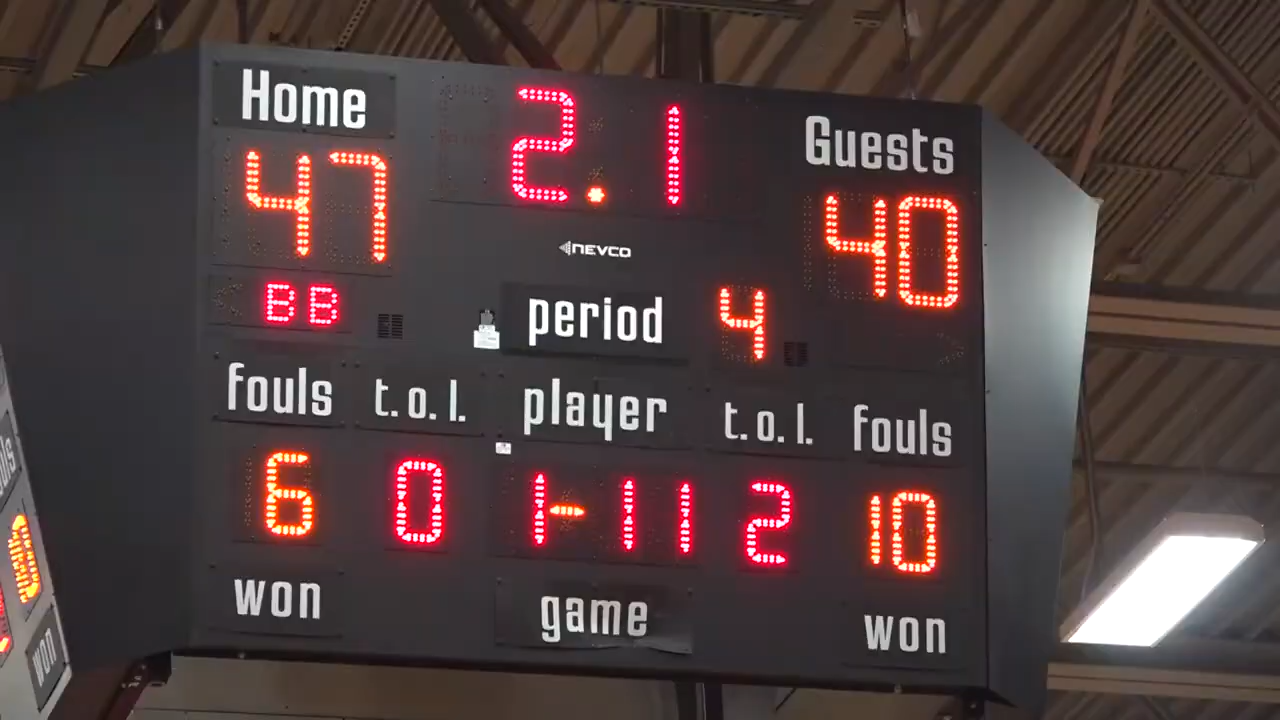 Home
2.1
Guests
47
40
NEVCO
BB
period
4
fouls
t.o.l.
player
t.o.l.
fouls
6
0
1-11
2
10
won
game
won
won